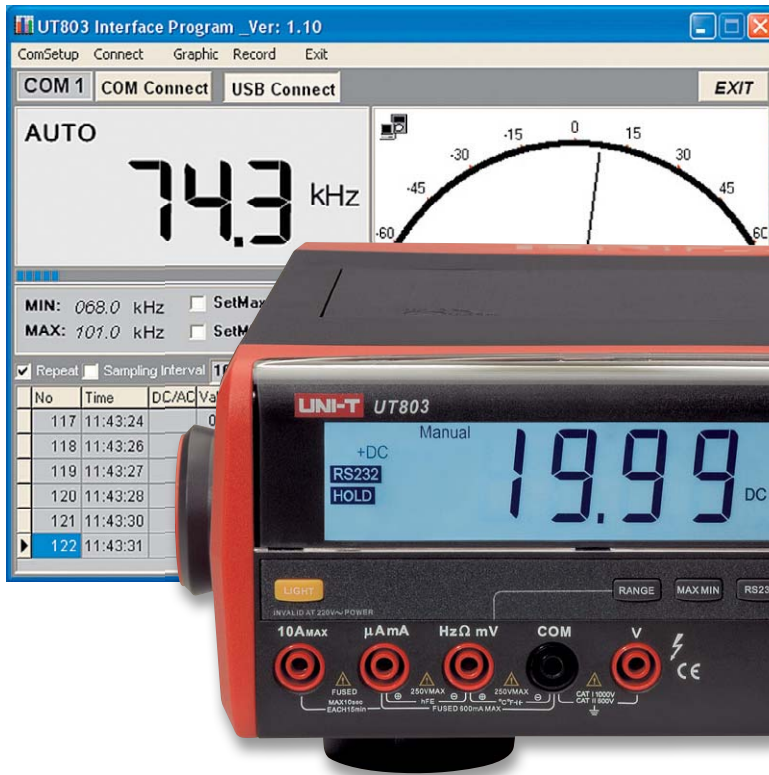 UT803 Interface Program _Ver: 1.10
ComSetup Connect Graphic Record Exit
COM 1 COM Connect USB Connect EXIT
AUTO
74.3 kHz
-60 -45 -30 -15 0 15 30 45 60
MIN: 068.0 kHz SetMax
MAX: 101.0 kHz
Repeat Sampling Interval
No Time DC/AC
117 11:43:24
118 11:43:26
119 11:43:27
120 11:43:28
121 11:43:30
122 11:43:31
UNI-T UT803
Manual
+DC
RS232
HOLD
19.99 DC
LIGHT
RANGE MAX MIN
INVALID AT 220V~ POWER
10AMAX µAmA HzΩ mV COM V
CE
FUSED
MAX10sec
EACH15min
250VMAX
hFE
FUSED 600mA MAX
250VMAX
CAT I 1000V
CAT II 600V